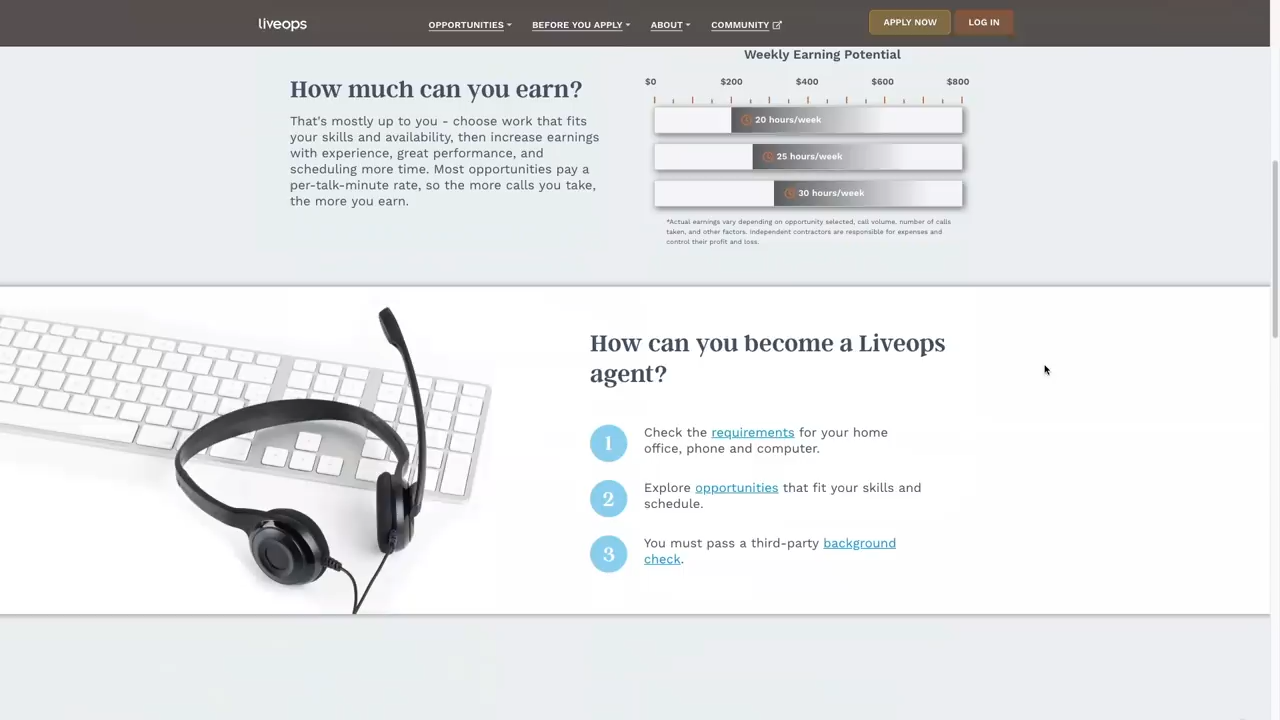 liveops
OPPORTUNITIES
BEFORE YOU APPLY
ABOUT
COMMUNITY
APPLY NOW
LOG IN
How much can you earn?
That's mostly up to you - choose work that fits
your skills and availability, then increase earnings
with experience, great performance, and
scheduling more time. Most opportunities pay a
per-talk-minute rate, so the more calls you take,
the more you earn.
Weekly Earning Potential
$0 $200 $400 $600 $800
20 hours/week
25 hours/week
30 hours/week
*Actual earnings vary depending on opportunity selected, call volume, number of calls
taken, and other factors. Independent contractors are responsible for expenses and
control their profit and loss.
How can you become a Liveops
agent?
1
Check the requirements for your home
office, phone and computer.
2
Explore opportunities that fit your skills and
schedule.
3
You must pass a third-party background
check.